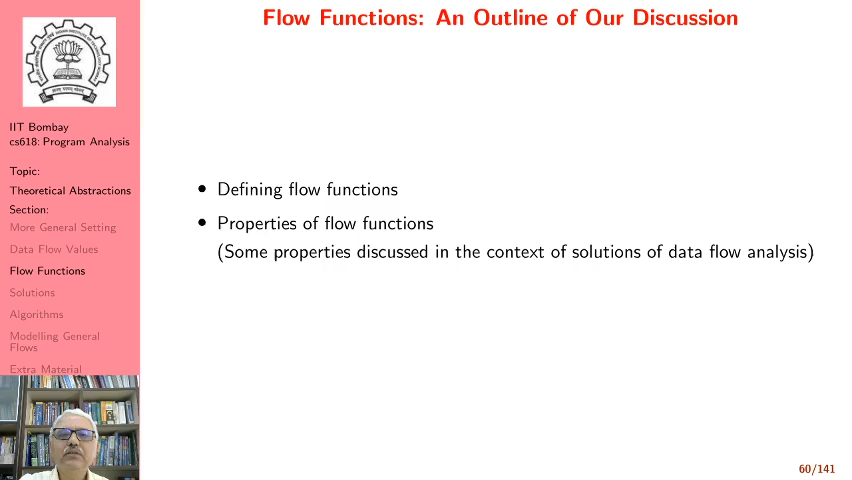 Flow Functions: An Outline of Our Discussion
IIT Bombay
cs618: Program Analysis
Topic:
Theoretical Abstractions
Section:
More General Setting
Data Flow Values
Flow Functions
Solutions
Algorithms
Modelling General
Flows
Extra Material
• Defining flow functions
• Properties of flow functions
(Some properties discussed in the context of solutions of data flow analysis)
60/141